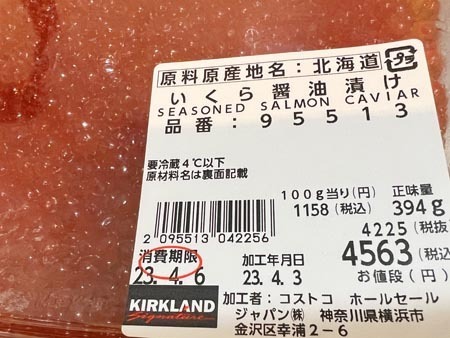 原料原産地名:北海道
プラ
いくら醤油漬け
SEASONED SALMON CAVIAR
品番:95513
要冷蔵4℃以下
原材料名は裏面記載
100g当り(円) 正味量
1158(税込) 394g
4225(税抜)
2 095513 042256
4563(税込)
消費期限 加工年月日 お値段(円)
23.4.6 23.4.3
KIRKLAND
Signature
加工者:コストコ ホールセール
ジャパン㈱ 神奈川県横浜市
金沢区幸浦2-6